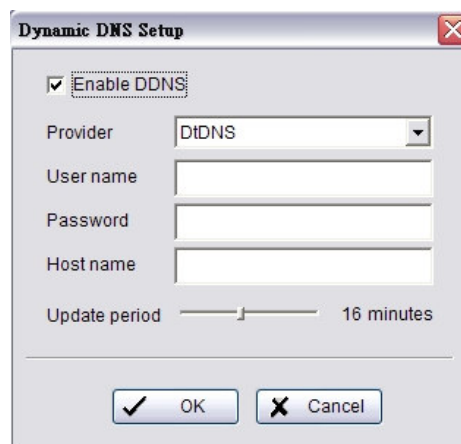 Dynamic DNS Setup
Enable DDNS
Provider DtDNS
User name
Password
Host name
Update period 16 minutes
OK Cancel